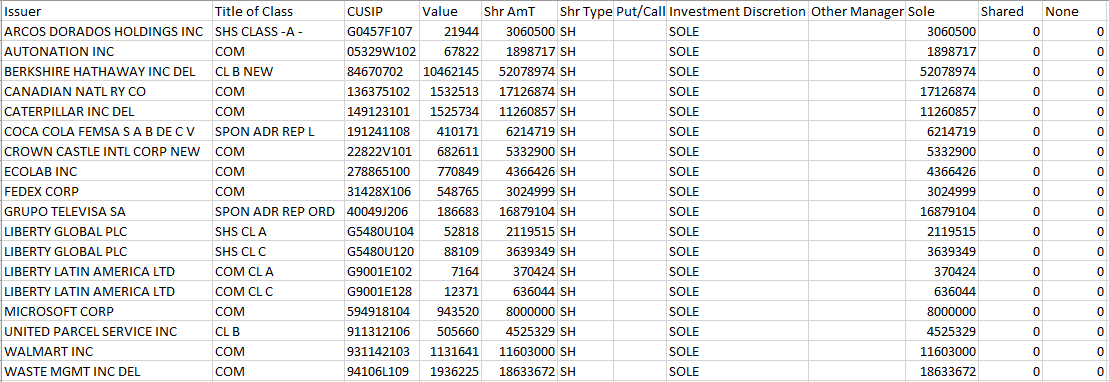 Issuer Title of Class CUSIP Value Shr AmT Shr Type Put/Call Investment Discretion Other Manager Sole Shared None
ARCOS DORADOS HOLDINGS INC SHS CLASS -A - G0457F107 21944 3060500 SH SOLE 3060500 0 0
AUTONATION INC COM 05329W102 67822 1898717 SH SOLE 1898717 0 0
BERKSHIRE HATHAWAY INC DEL CL B NEW 84670702 10462145 52078974 SH SOLE 52078974 0 0
CANADIAN NATL RY CO COM 136375102 1532513 17126874 SH SOLE 17126874 0 0
CATERPILLAR INC DEL COM 149123101 1525734 11260857 SH SOLE 11260857 0 0
COCA COLA FEMSA S A B DE C V SPON ADR REP L 191241108 410171 6214719 SH SOLE 6214719 0 0
CROWN CASTLE INTL CORP NEW COM 22822V101 682611 5332900 SH SOLE 5332900 0 0
ECOLAB INC COM 278865100 770849 4366426 SH SOLE 4366426 0 0
FEDEX CORP COM 31428X106 548765 3024999 SH SOLE 3024999 0 0
GRUPO TELEVISA SA SPON ADR REP ORD 40049J206 186683 16879104 SH SOLE 16879104 0 0
LIBERTY GLOBAL PLC SHS CL A G5480U104 52818 2119515 SH SOLE 2119515 0 0
LIBERTY GLOBAL PLC SHS CL C G5480U120 88109 3639349 SH SOLE 3639349 0 0
LIBERTY LATIN AMERICA LTD COM CL A G9001E102 7164 370424 SH SOLE 370424 0 0
LIBERTY LATIN AMERICA LTD COM CL C G9001E128 12371 636044 SH SOLE 636044 0 0
MICROSOFT CORP COM 594918104 943520 8000000 SH SOLE 8000000 0 0
UNITED PARCEL SERVICE INC CL B 911312106 505660 4525329 SH SOLE 4525329 0 0
WALMART INC COM 931142103 1131641 11603000 SH SOLE 11603000 0 0
WASTE MGMT INC DEL COM 94106L109 1936225 18633672 SH SOLE 18633672 0 0